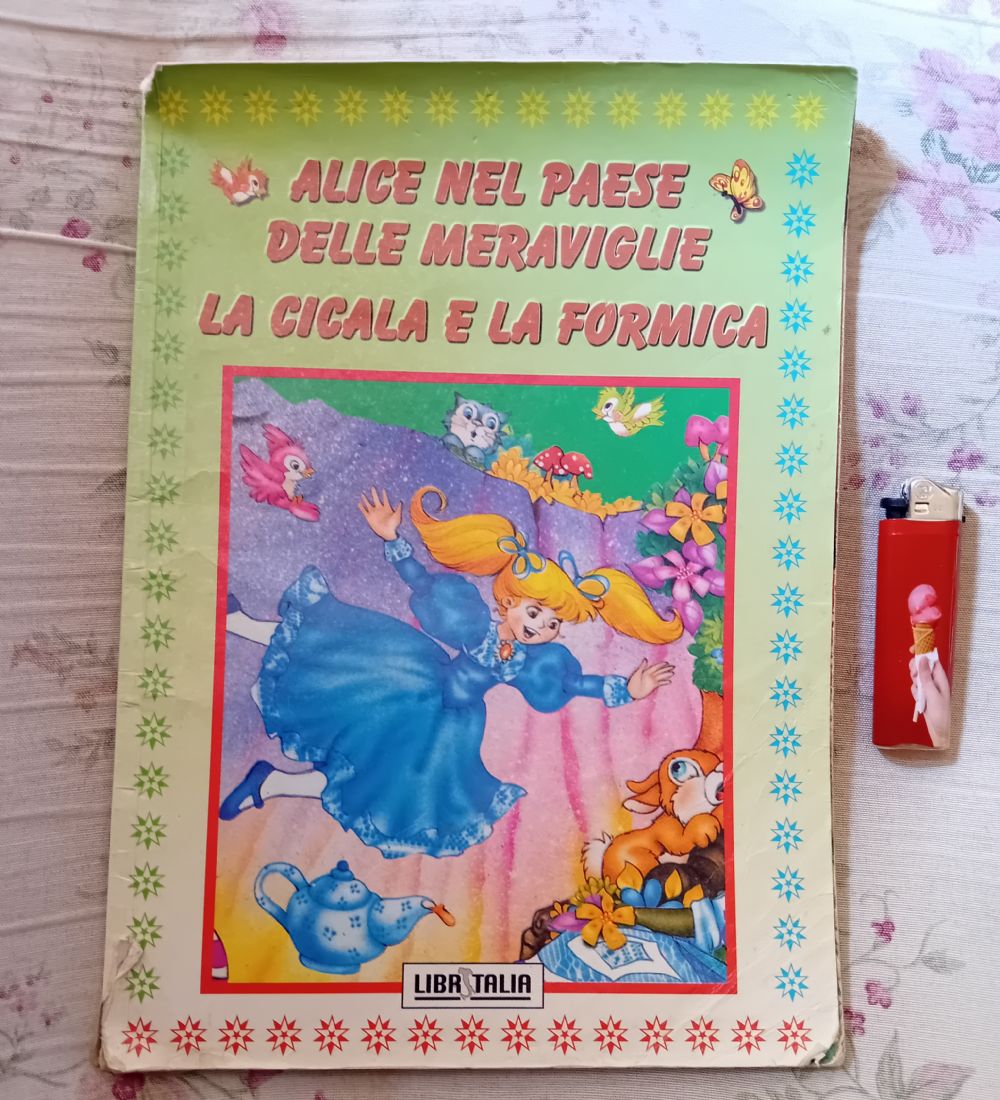 ALICE NEL PAESE
DELLE MERAVIGLIE
LA CICALA E LA FORMICA
LIBRITALIA